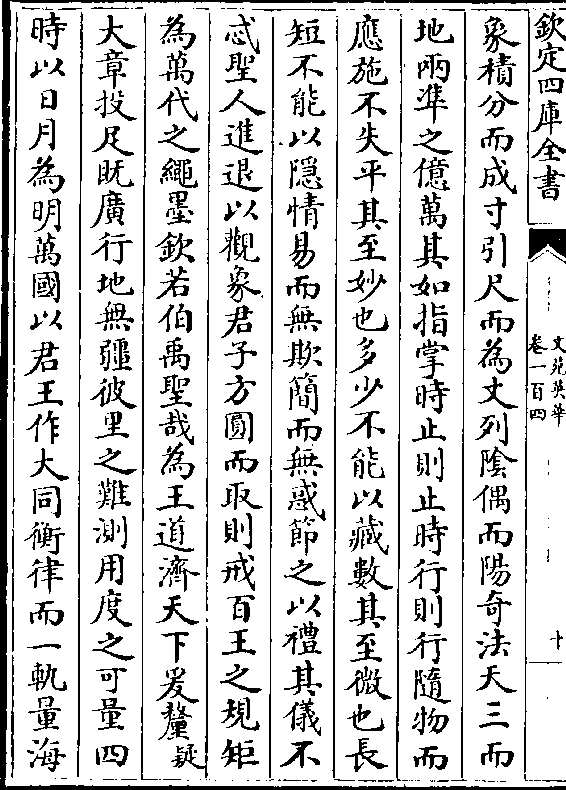 欽定四庫全書
文苑英華
卷一百四
十
象積分而成寸引尺而為丈列陰偶而陽奇法天三而
地兩準之億萬其如指掌時止則止時行則行隨物而
應施不失平其至妙也多少不能以藏數其至微也長
短不能以隱情易而無欺簡而無惑節之以禮其儀不
忒聖人進退以觀象君子方圓而取則戒百王之規矩
為萬代之繩墨欽若伯禹聖哉為王道濟天下爰釐疑
大章投足既廣行地無疆彼里之難測用度之可量四
時以日月為明萬國以君王作大同衡律而一軌量海